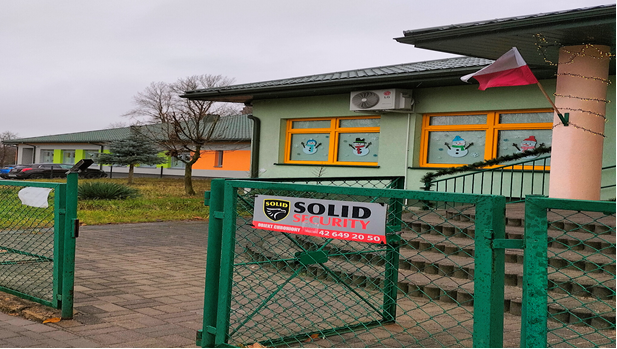 SOLID
SOLID
SECURITY
OBIEKT CHRONIONY 42 649 20 50